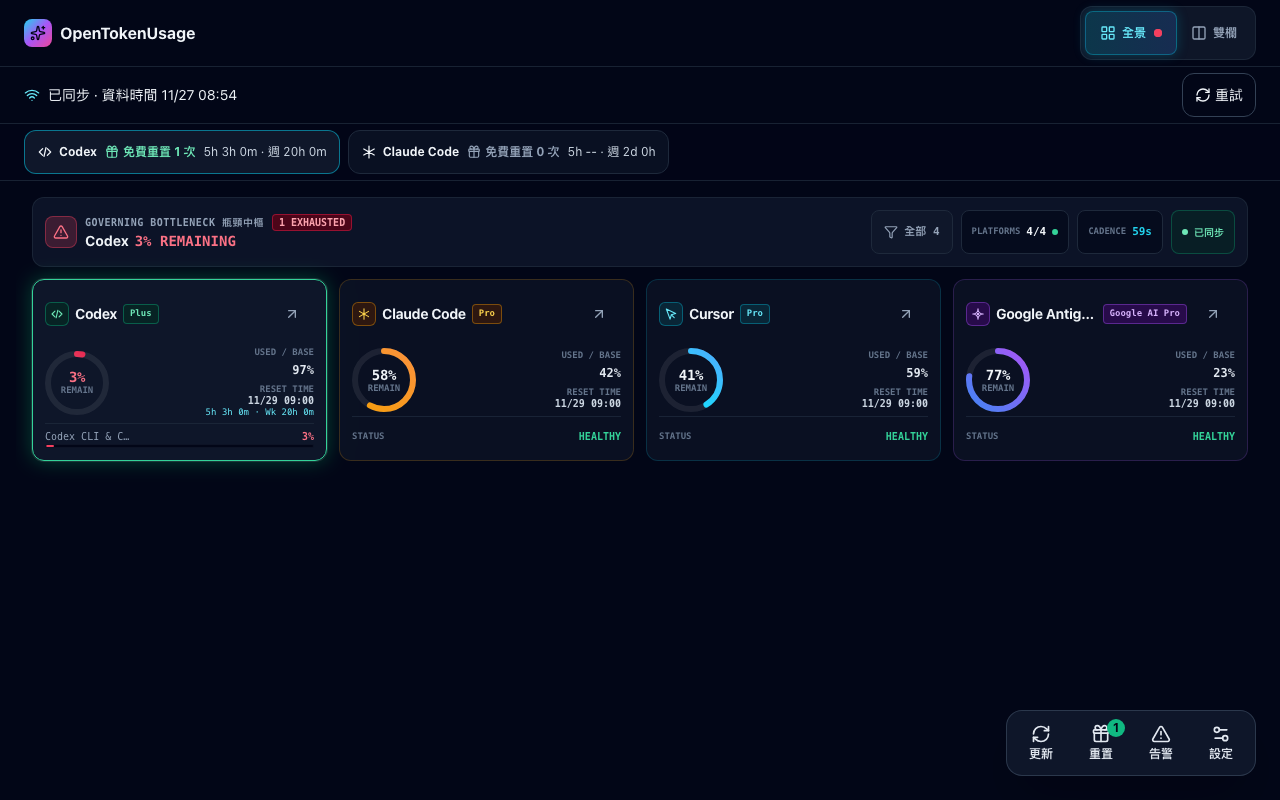 OpenTokenUsage
全景
雙欄
已同步 · 資料時間 11/27 08:54
重試
Codex 免費重置 1 次 5h 3h 0m · 週 20h 0m
Claude Code 免費重置 0 次 5h -- · 週 2d 0h
GOVERNING BOTTLENECK 瓶頸中樞 1 EXHAUSTED
Codex 3% REMAINING
全部 4
PLATFORMS 4/4
CADENCE 59s
已同步
Codex Plus
3%
REMAIN
USED / BASE
97%
RESET TIME
11/29 09:00
5h 3h 0m · Wk 20h 0m
Codex CLI & C… 3%
Claude Code Pro
58%
REMAIN
USED / BASE
42%
RESET TIME
11/29 09:00
STATUS HEALTHY
Cursor Pro
41%
REMAIN
USED / BASE
59%
RESET TIME
11/29 09:00
STATUS HEALTHY
Google Antig... Google AI Pro
77%
REMAIN
USED / BASE
23%
RESET TIME
11/29 09:00
STATUS HEALTHY
更新
1
重置
告警
設定